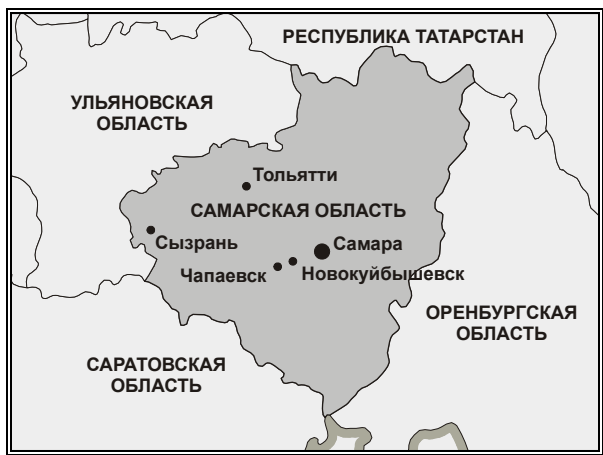 РЕСПУБЛИКА ТАТАРСТАН
УЛЬЯНОВСКАЯ
ОБЛАСТЬ
Тольятти
САМАРСКАЯ ОБЛАСТЬ
Сызрань
Самара
Чапаевск
Новокуйбышевск
ОРЕНБУРГСКАЯ
ОБЛАСТЬ
САРАТОВСКАЯ
ОБЛАСТЬ